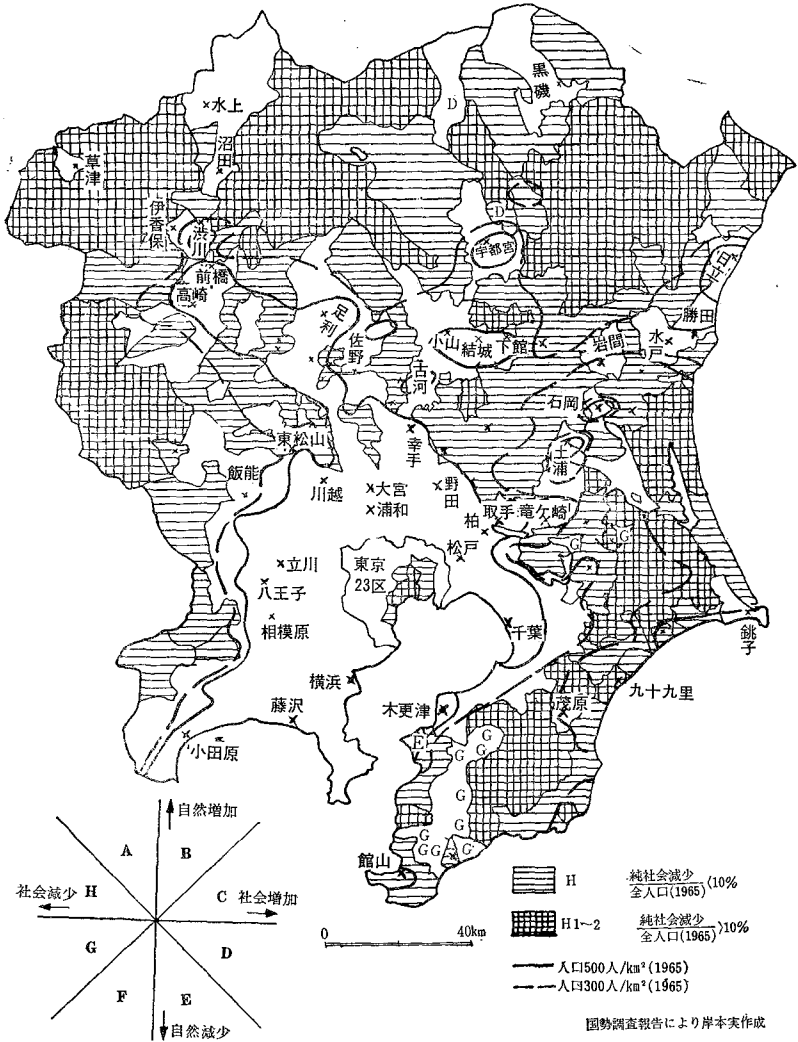 水上
D
黒磯
沼田
草津
伊香保
渋川
D
宇都宮
前橋
高崎
日立
足利
勝田
佐野
小山
結城
下館
岩間
水戸
古河
石岡
東松山
幸手
土浦
飯能
川越
大宮
野田
浦和
柏
取手
竜ケ崎
G
G
松戸
立川
東京
23区
八王子
相模原
千葉
銚子
横浜
九十九里
藤沢
木更津
茂原
小田原
E
G
G
G
G
G
G
G
G
G
館山
自然増加
A
B
社会減少
H
C
社会増加
G
D
F
E
自然減少
0
40km
H
純社会減少
全人口(1965)
〈10%
H1~2
純社会減少
全人口(1965)
〉10%
人口500人/km²(1965)
人口300人/km²(1965)
国勢調査報告により岸本実作成